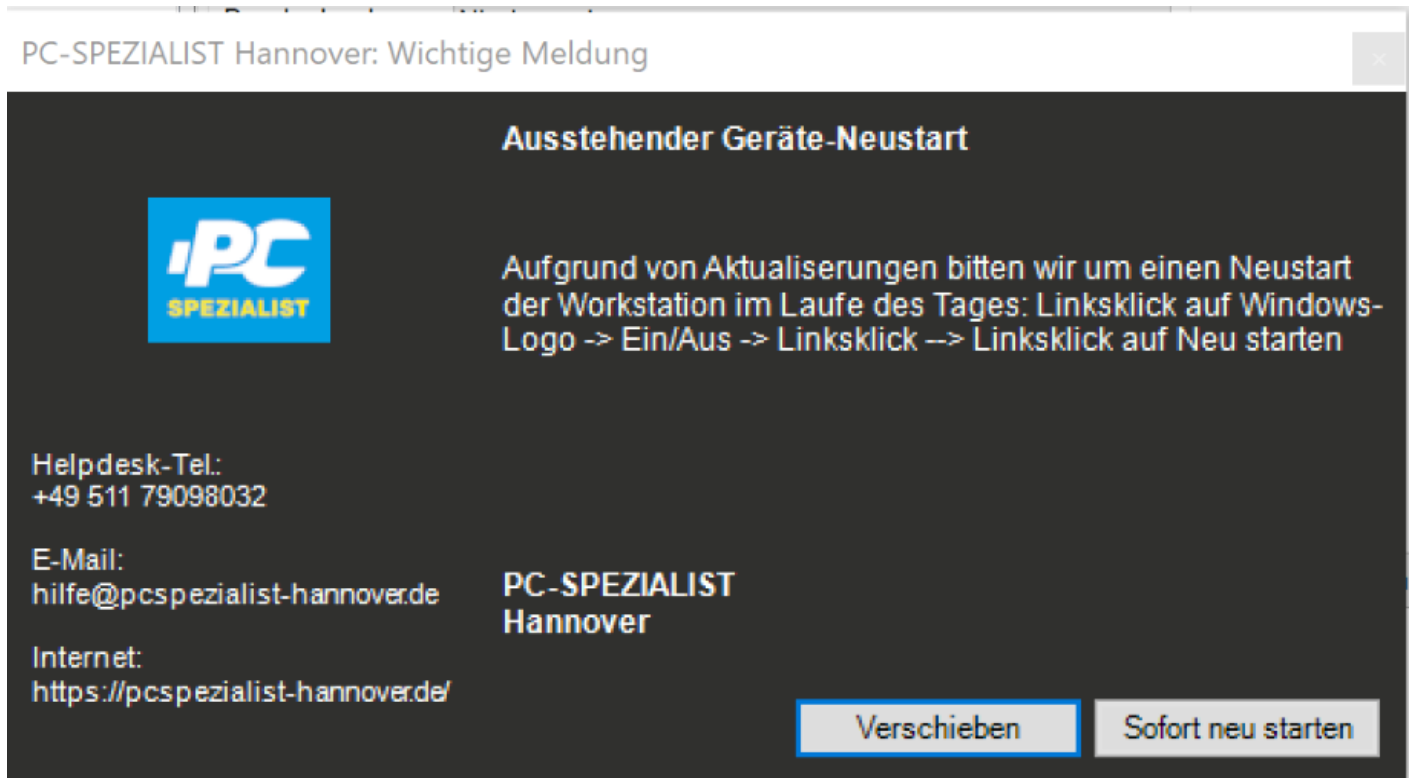 PC-SPEZIALIST Hannover: Wichtige Meldung
Ausstehender Geräte-Neustart
PC
SPEZIALIST
Aufgrund von Aktualiserungen bitten wir um einen Neustart
der Workstation im Laufe des Tages: Linksklick auf Windows-
Logo -> Ein/Aus -> Linksklick --> Linksklick auf Neu starten
Helpdesk-Tel.:
+49 511 79098032
E-Mail:
hilfe@pcspezialist-hannover.de
Internet:
https://pcspezialist-hannover.de/
PC-SPEZIALIST
Hannover
Verschieben
Sofort neu starten